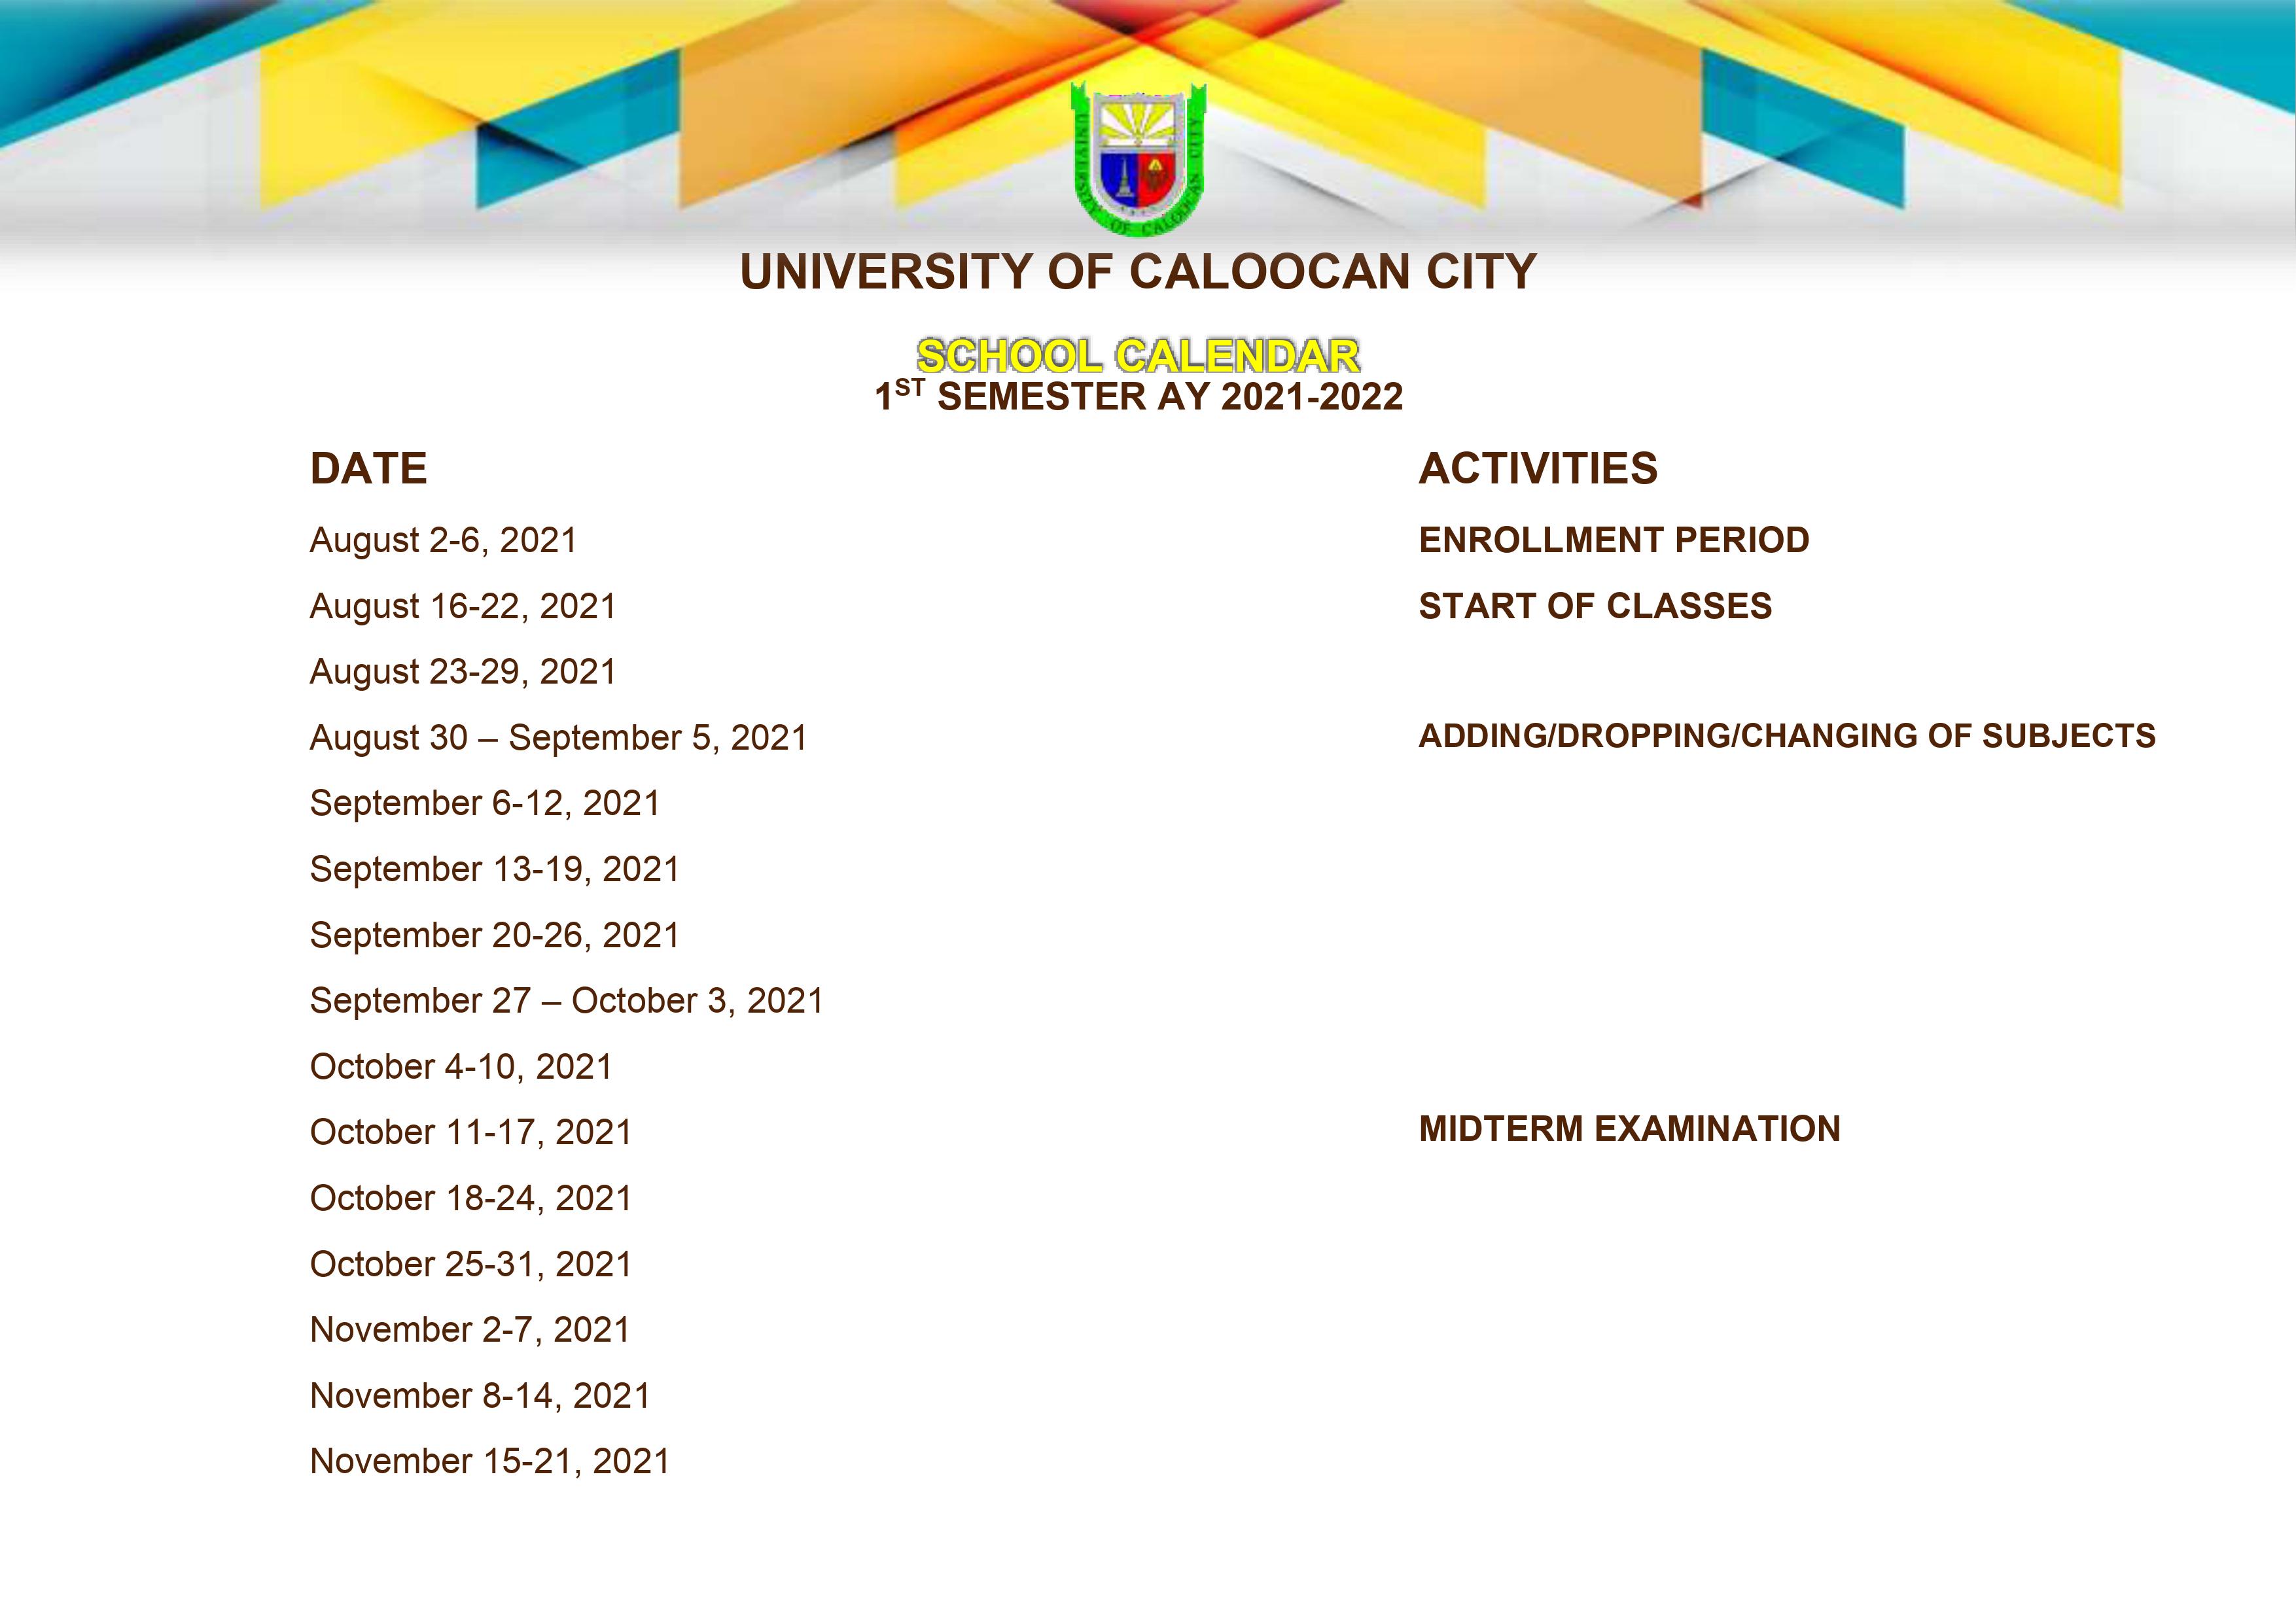 UNIVERSITY OF CALOOCAN CITY
UNIVERSITY OF CALOOCAN CITY
SCHOOL CALENDAR
1ST SEMESTER AY 2021-2022
DATE ACTIVITIES
August 2-6, 2021 ENROLLMENT PERIOD
August 16-22, 2021 START OF CLASSES
August 23-29, 2021
August 30 – September 5, 2021 ADDING/DROPPING/CHANGING OF SUBJECTS
September 6-12, 2021
September 13-19, 2021
September 20-26, 2021
September 27 – October 3, 2021
October 4-10, 2021
October 11-17, 2021 MIDTERM EXAMINATION
October 18-24, 2021
October 25-31, 2021
November 2-7, 2021
November 8-14, 2021
November 15-21, 2021